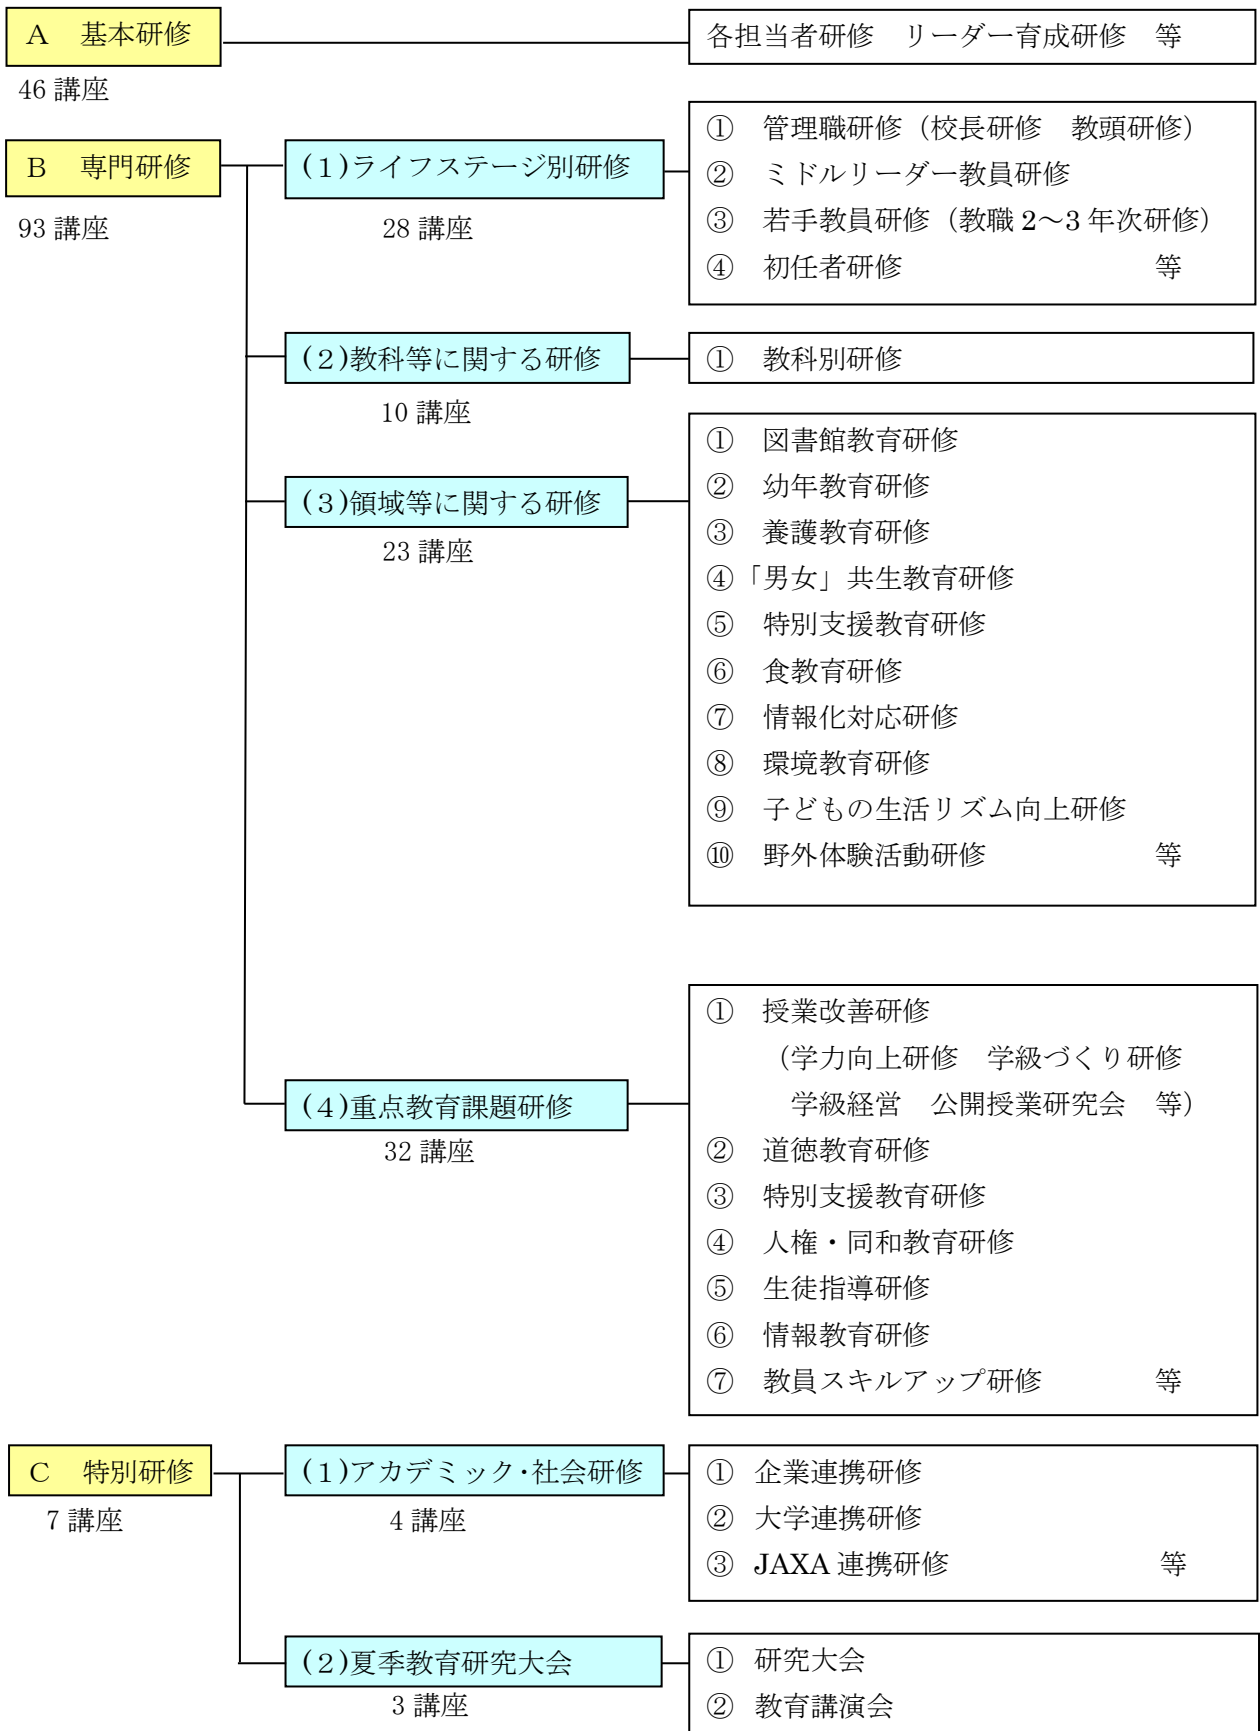 A　基本研修
各担当者研修　リーダー育成研修　等
46 講座
B　専門研修
93 講座
(１)ライフステージ別研修
28 講座
①　管理職研修（校長研修　教頭研修）
②　ミドルリーダー教員研修
③　若手教員研修（教職 2～3 年次研修）
④　初任者研修　　　　　　　　　等
(２)教科等に関する研修
10 講座
①　教科別研修
(３)領域等に関する研修
23 講座
①　図書館教育研修
②　幼年教育研修
③　養護教育研修
④「男女」共生教育研修
⑤　特別支援教育研修
⑥　食教育研修
⑦　情報化対応研修
⑧　環境教育研修
⑨　子どもの生活リズム向上研修
⑩　野外体験活動研修　　　　　　等
(４)重点教育課題研修
32 講座
①　授業改善研修
（学力向上研修　学級づくり研修
学級経営　公開授業研究会　等）
②　道徳教育研修
③　特別支援教育研修
④　人権・同和教育研修
⑤　生徒指導研修
⑥　情報教育研修
⑦　教員スキルアップ研修　　　　等
C　特別研修
7 講座
(１)アカデミック・社会研修
4 講座
①　企業連携研修
②　大学連携研修
③　JAXA 連携研修　　　　　　　等
(２)夏季教育研究大会
3 講座
①　研究大会
②　教育講演会